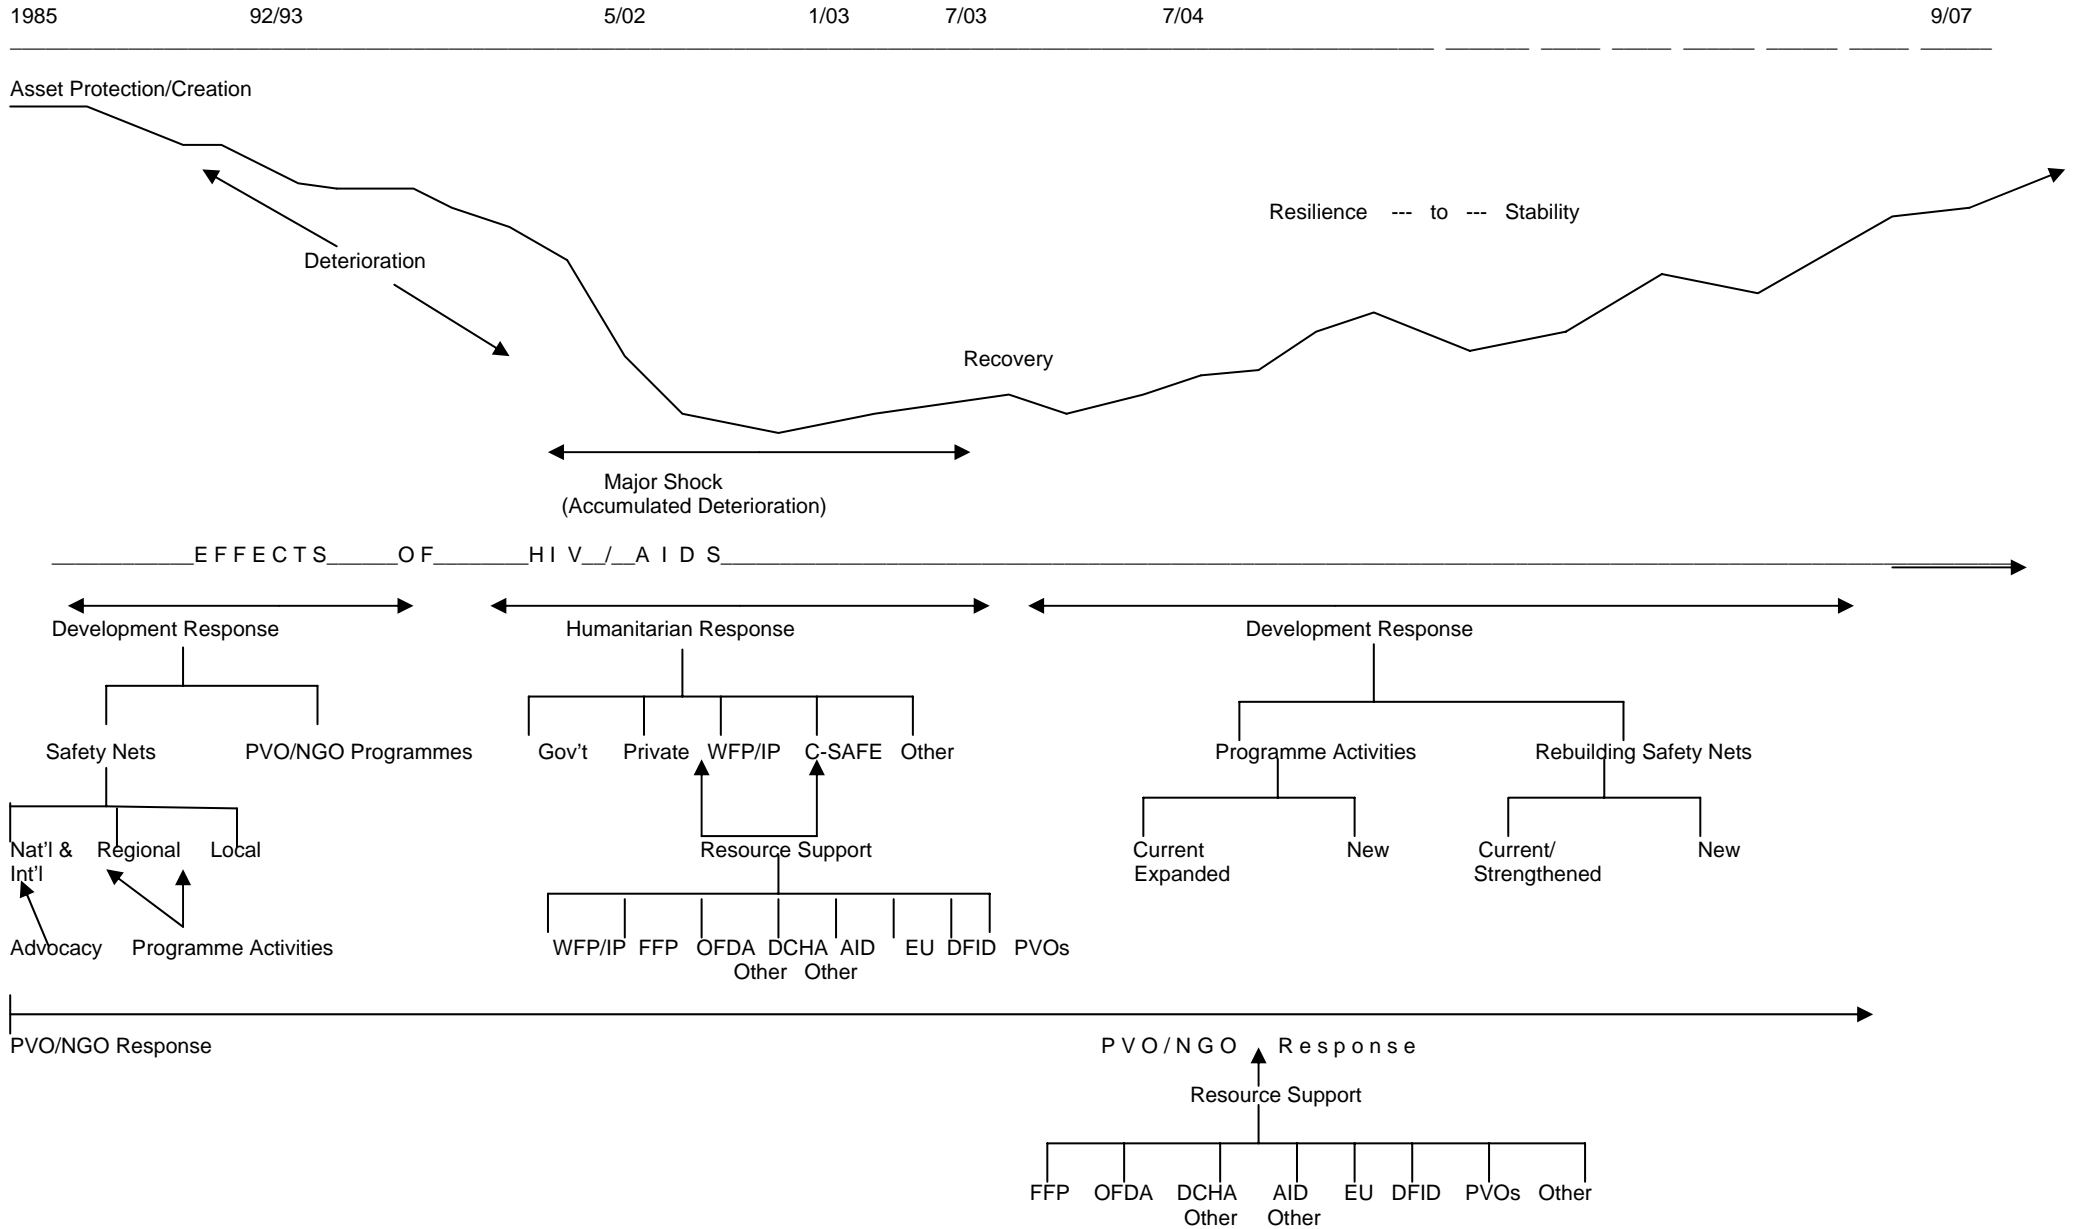 1985 92/93 5/02 1/03 7/03 7/04 9/07
Asset Protection/Creation
Resilience --- to --- Stability
Deterioration
Recovery
Major Shock
(Accumulated Deterioration)
EFFECTS OF HIV / AIDS
Development Response Humanitarian Response Development Response
Safety Nets PVO/NGO Programmes Gov't Private WFP/IP C-SAFE Other Programme Activities Rebuilding Safety Nets
Nat'l & Regional Local Resource Support Current New Current/ New
Int'l Expanded Strengthened
Advocacy Programme Activities WFP/IP FFP OFDA DCHA AID EU DFID PVOs
Other Other
PVO/NGO Response PVO/NGO Response
Resource Support
FFP OFDA DCHA AID EU DFID PVOs Other
Other Other